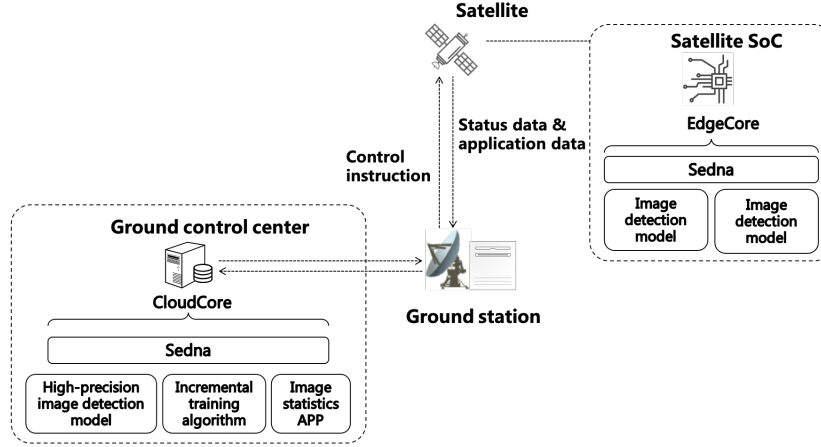 Satellite
Satellite SoC
EdgeCore
Sedna
Image
detection
model
Image
detection
model
Status data &
application data
Control
instruction
Ground control center
CloudCore
Sedna
High-precision
image detection
model
Incremental
training
algorithm
Image
statistics
APP
Ground station